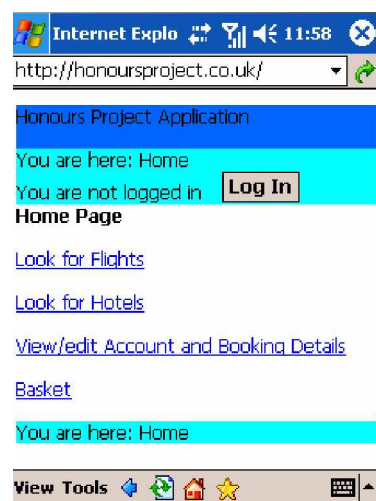 Internet Explo 11:58
http://honoursproject.co.uk/
Honours Project Application
You are here: Home
You are not logged in Log In
Home Page
Look for Flights
Look for Hotels
View/edit Account and Booking Details
Basket
You are here: Home
View Tools